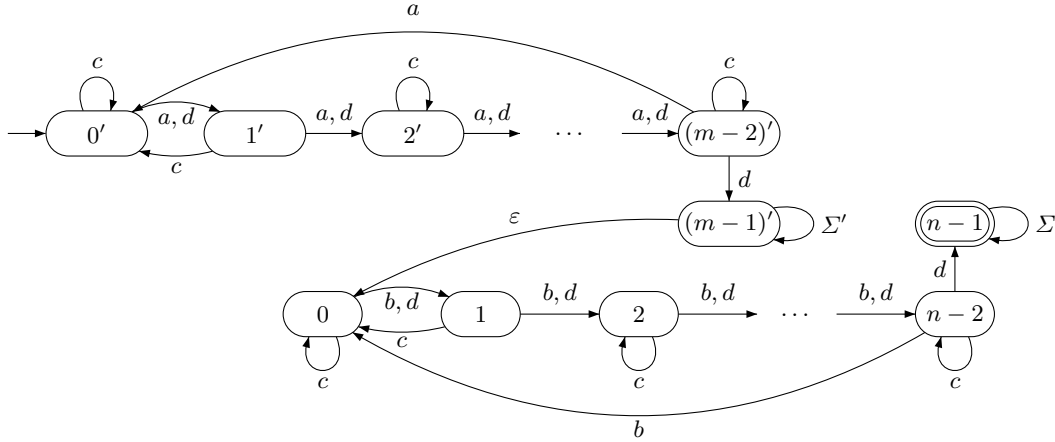 a
c c c
0′ a, d 1′ a, d 2′ a, d ⋯ a, d (m − 2)′
c
d
ε (m − 1)′ Σ′ n − 1 Σ
d
0 b, d 1 b, d 2 b, d ⋯ b, d n − 2
c
c c c
b